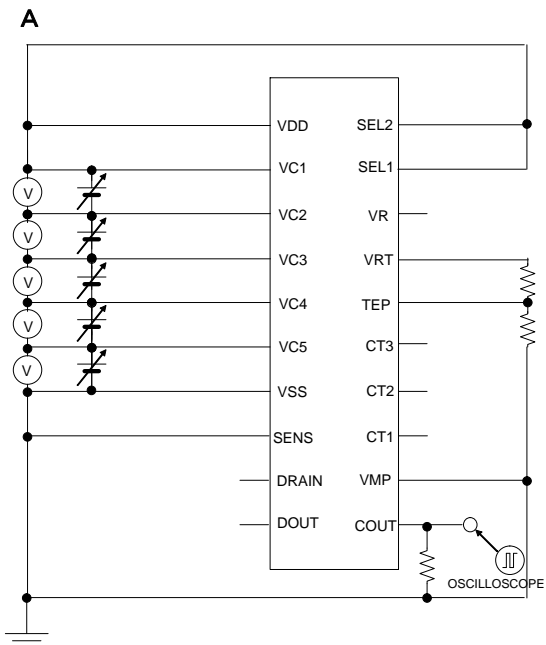 A
VDD SEL2
VC1 SEL1
V
VC2 VR
V
VC3 VRT
V
VC4 TEP
V
VC5 CT3
V
VSS CT2
SENS CT1
DRAIN VMP
DOUT COUT
OSCILLOSCOPE